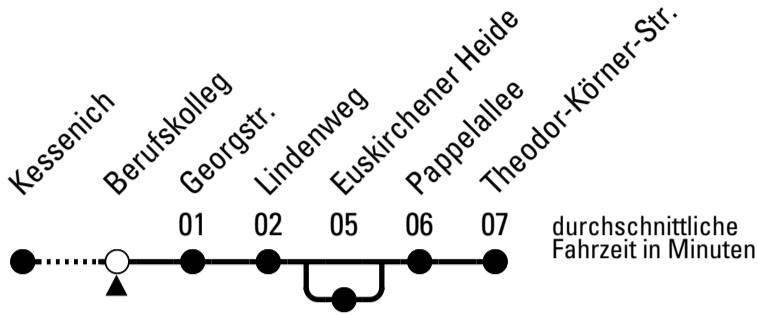 Kessenich
Berufskolleg
Georgstr.
Lindenweg
Euskirchener Heide
Pappelallee
Theodor-Körner-Str.
01 02 05 06 07
durchschnittliche
Fahrzeit in Minuten